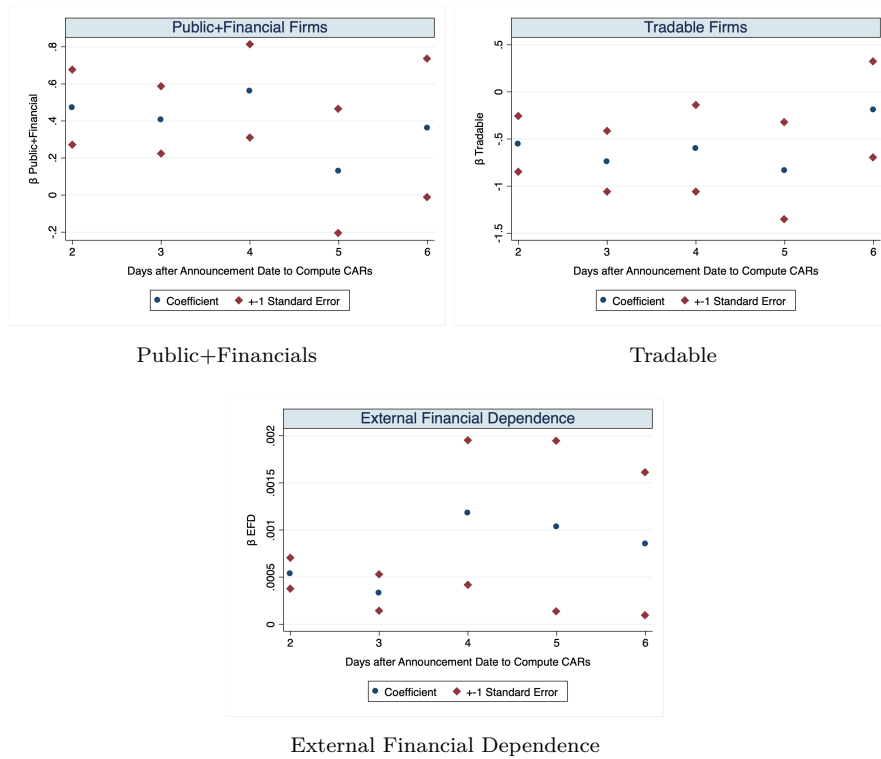 Public+Financial Firms
β Public+Financial
.8
.6
.4
.2
0
-.2
2 3 4 5 6
Days after Announcement Date to Compute CARs
Coefficient +-1 Standard Error
Public+Financials
Tradable Firms
β Tradable
.5
0
-.5
-1
-1.5
2 3 4 5 6
Days after Announcement Date to Compute CARs
Coefficient +-1 Standard Error
Tradable
External Financial Dependence
β EFD
.002
.0015
.001
.0005
0
2 3 4 5 6
Days after Announcement Date to Compute CARs
Coefficient +-1 Standard Error
External Financial Dependence